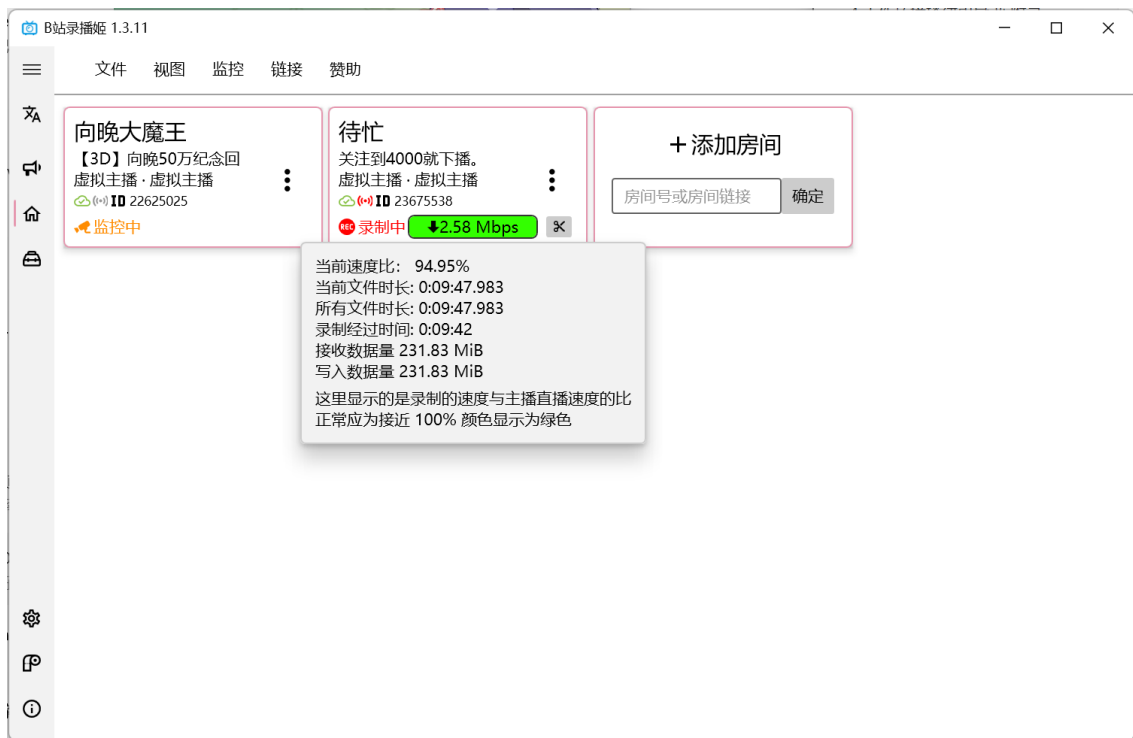 B站录播姬 1.3.11
文件 视图 监控 链接 赞助
向晚大魔王
【3D】向晚50万纪念回
虚拟主播 · 虚拟主播
ID 22625025
监控中
待忙
关注到4000就下播。
虚拟主播 · 虚拟主播
ID 23675538
REC 录制中 2.58 Mbps
+添加房间
房间号或房间链接 确定
当前速度比: 94.95%
当前文件时长: 0:09:47.983
所有文件时长: 0:09:47.983
录制经过时间: 0:09:42
接收数据量 231.83 MiB
写入数据量 231.83 MiB
这里显示的是录制的速度与主播直播速度的比
正常应为接近 100% 颜色显示为绿色